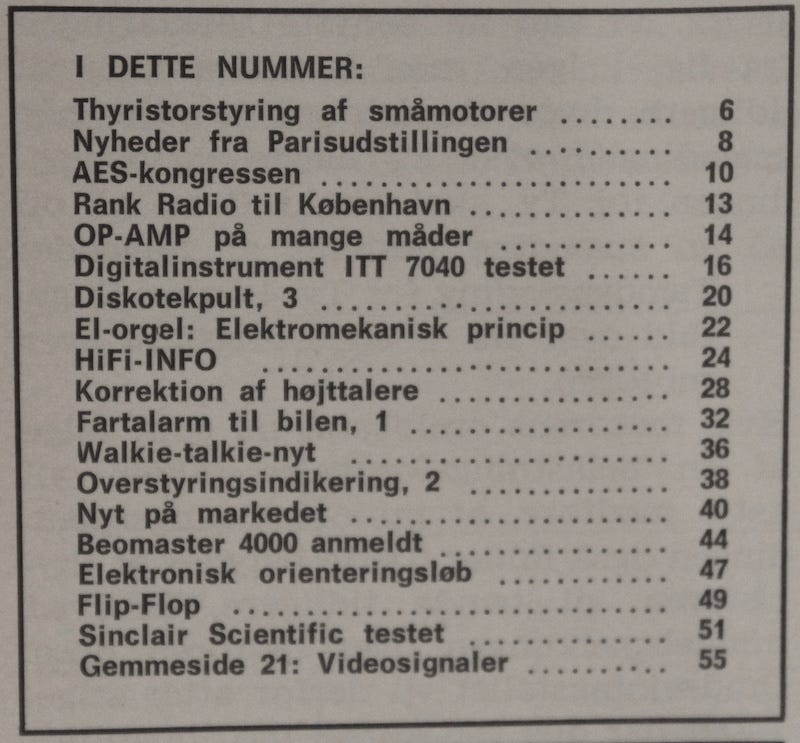 I DETTE NUMMER:
Thyristorstyring af småmotorer ........ 6
Nyheder fra Parisudstillingen .......... 8
AES-kongressen ........................ 10
Rank Radio til København .............. 13
OP-AMP på mange måder ............ 14
Digitalinstrument ITT 7040 testet ...... 16
Diskotekpult, 3 ........................ 20
El-orgel: Elektromekanisk princip ...... 22
HiFi-INFO ............................ 24
Korrektion af højttalere ................ 28
Fartalarm til bilen, 1 .................. 32
Walkie-talkie-nyt ...................... 36
Overstyringsindikering, 2 .............. 38
Nyt på markedet ...................... 40
Beomaster 4000 anmeldt ................ 44
Elektronisk orienteringsløb ............ 47
Flip-Flop .............................. 49
Sinclair Scientific testet .............. 51
Gemmeside 21: Videosignaler .......... 55